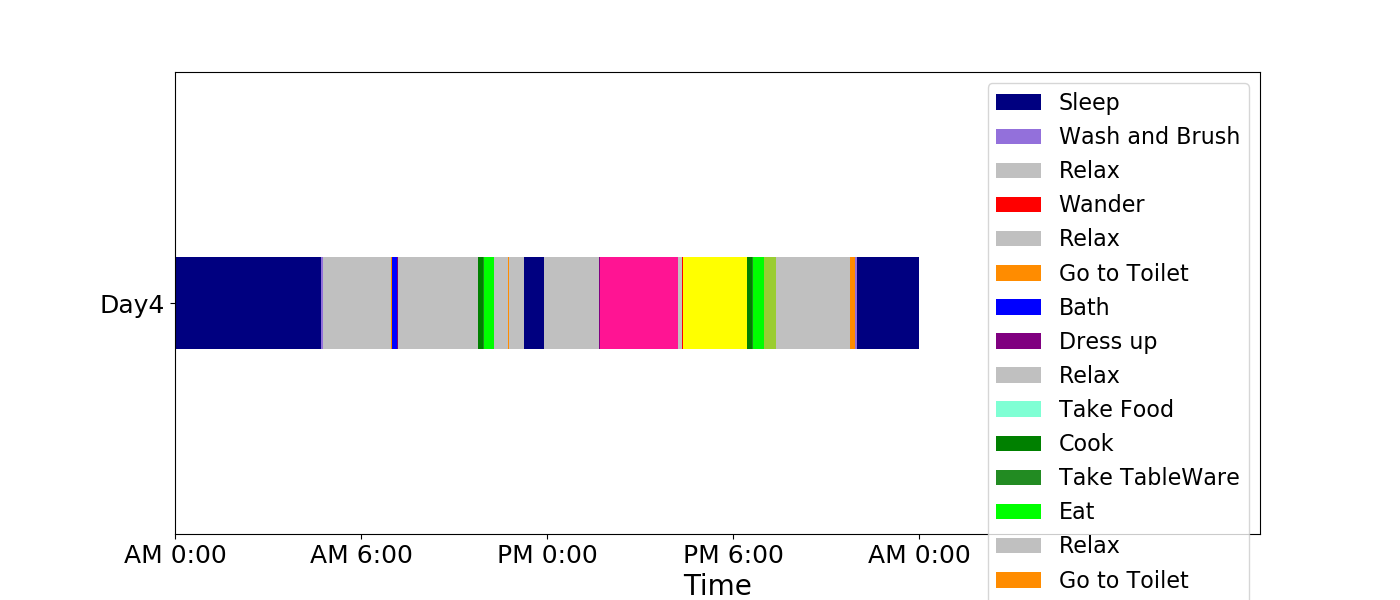 Day4
AM 0:00
AM 6:00
PM 0:00
PM 6:00
AM 0:00
Time
Sleep
Wash and Brush
Relax
Wander
Relax
Go to Toilet
Bath
Dress up
Relax
Take Food
Cook
Take TableWare
Eat
Relax
Go to Toilet